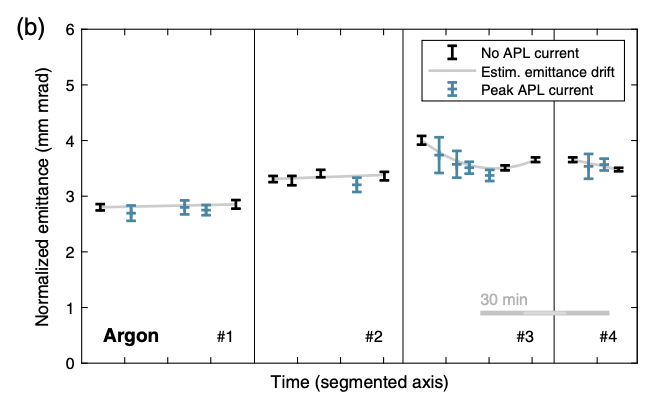 (b)
6
5
4
3
2
1
0
Normalized emittance (mm mrad)
No APL current
Estim. emittance drift
Peak APL current
30 min
Argon
#1
#2
#3
#4
Time (segmented axis)